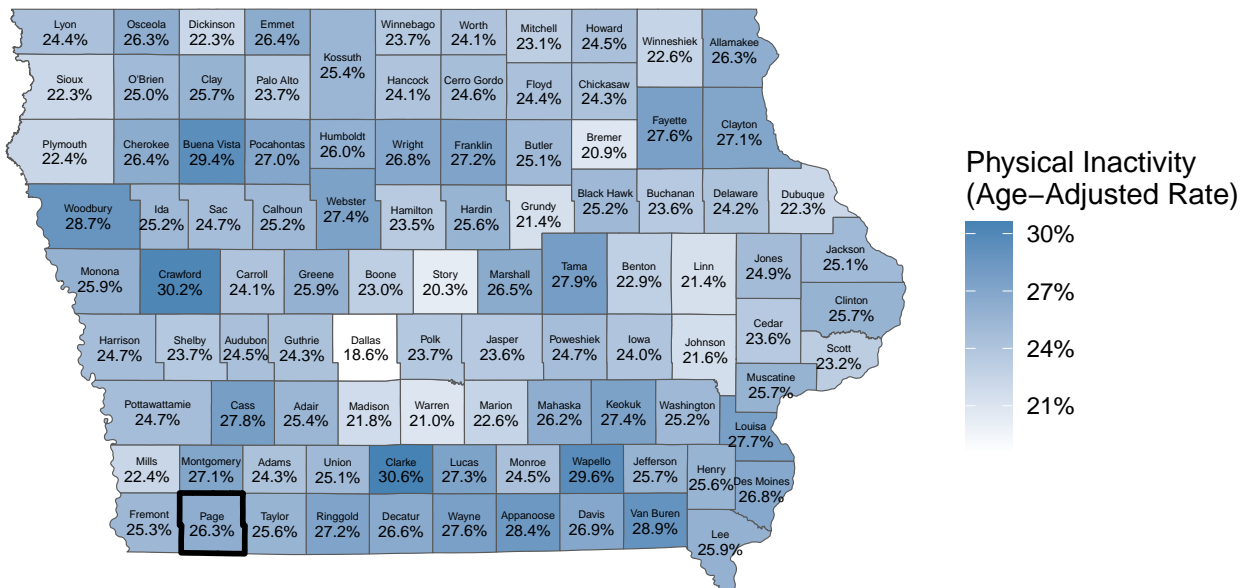 Lyon
24.4%
Osceola
26.3%
Dickinson
22.3%
Emmet
26.4%
Kossuth
25.4%
Winnebago
23.7%
Worth
24.1%
Mitchell
23.1%
Howard
24.5%
Winneshiek
22.6%
Allamakee
26.3%
Sioux
22.3%
O'Brien
25.0%
Clay
25.7%
Palo Alto
23.7%
Hancock
24.1%
Cerro Gordo
24.6%
Floyd
24.4%
Chickasaw
24.3%
Fayette
27.6%
Clayton
27.1%
Plymouth
22.4%
Cherokee
26.4%
Buena Vista
29.4%
Pocahontas
27.0%
Humboldt
26.0%
Wright
26.8%
Franklin
27.2%
Butler
25.1%
Bremer
20.9%
Woodbury
28.7%
Ida
25.2%
Sac
24.7%
Calhoun
25.2%
Webster
27.4%
Hamilton
23.5%
Hardin
25.6%
Grundy
21.4%
Black Hawk
25.2%
Buchanan
23.6%
Delaware
24.2%
Dubuque
22.3%
Monona
25.9%
Crawford
30.2%
Carroll
24.1%
Greene
25.9%
Boone
23.0%
Story
20.3%
Marshall
26.5%
Tama
27.9%
Benton
22.9%
Linn
21.4%
Jones
24.9%
Jackson
25.1%
Clinton
25.7%
Harrison
24.7%
Shelby
23.7%
Audubon
24.5%
Guthrie
24.3%
Dallas
18.6%
Polk
23.7%
Jasper
23.6%
Poweshiek
24.7%
Iowa
24.0%
Johnson
21.6%
Cedar
23.6%
Scott
23.2%
Muscatine
25.7%
Pottawattamie
24.7%
Cass
27.8%
Adair
25.4%
Madison
21.8%
Warren
21.0%
Marion
22.6%
Mahaska
26.2%
Keokuk
27.4%
Washington
25.2%
Louisa
27.7%
Mills
22.4%
Montgomery
27.1%
Adams
24.3%
Union
25.1%
Clarke
30.6%
Lucas
27.3%
Monroe
24.5%
Wapello
29.6%
Jefferson
25.7%
Henry
25.6%
Des Moines
26.8%
Fremont
25.3%
Page
26.3%
Taylor
25.6%
Ringgold
27.2%
Decatur
26.6%
Wayne
27.6%
Appanoose
28.4%
Davis
26.9%
Van Buren
28.9%
Lee
25.9%
Physical Inactivity
(Age−Adjusted Rate)
30%
27%
24%
21%